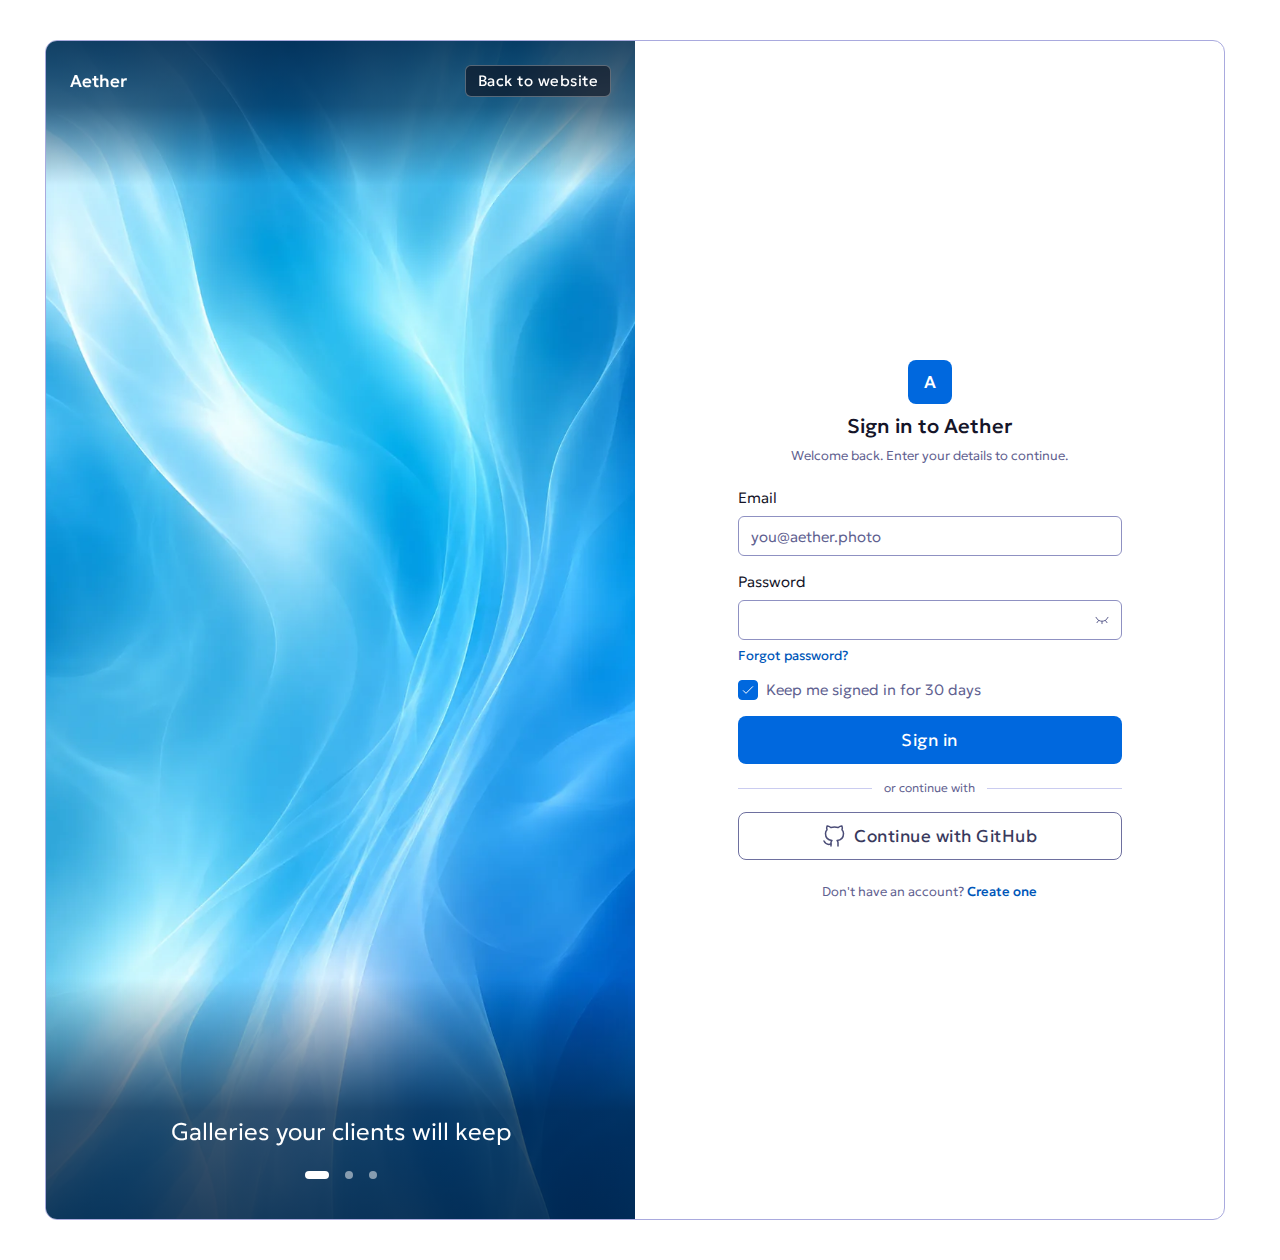 Aether
Back to website
Galleries your clients will keep
A
Sign in to Aether
Welcome back. Enter your details to continue.
Email
you@aether.photo
Password
Forgot password?
Keep me signed in for 30 days
Sign in
or continue with
Continue with GitHub
Don't have an account? Create one